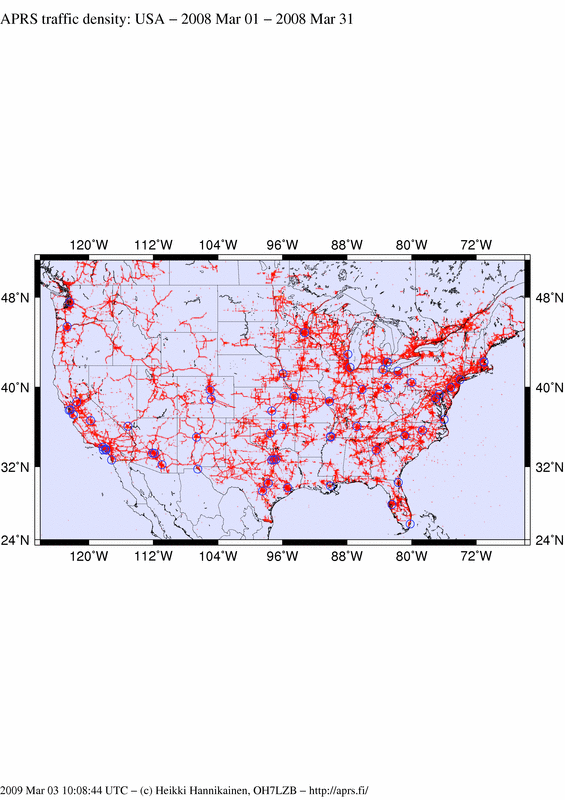 APRS traffic density: USA − 2008 Mar 01 − 2008 Mar 31
120˚W 112˚W 104˚W 96˚W 88˚W 80˚W 72˚W
48˚N 48˚N
40˚N 40˚N
32˚N 32˚N
24˚N 24˚N
120˚W 112˚W 104˚W 96˚W 88˚W 80˚W 72˚W
2009 Mar 03 10:08:44 UTC − (c) Heikki Hannikainen, OH7LZB − http://aprs.fi/